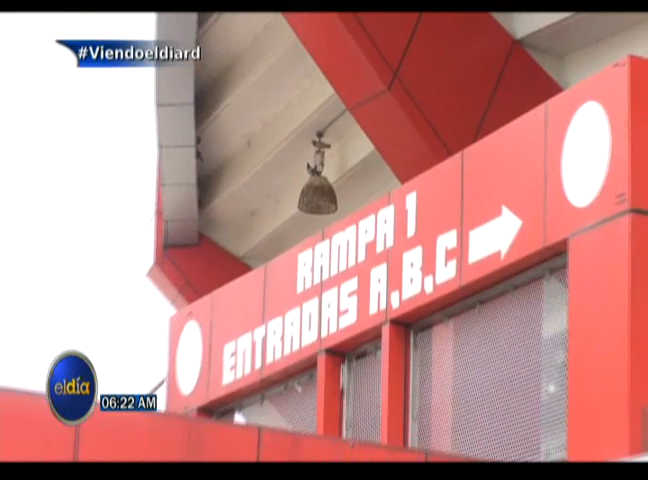 #Viendoeldiard
RAMPA 1
ENTRADAS A,B,C
eldía
06:22 AM